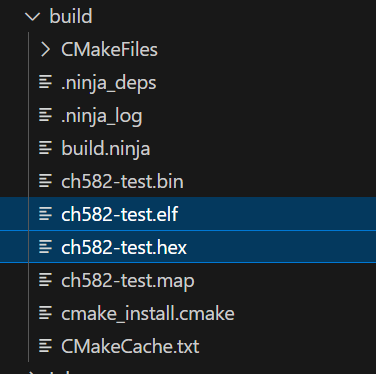 build
CMakeFiles
.ninja_deps
.ninja_log
build.ninja
ch582-test.bin
ch582-test.elf
ch582-test.hex
ch582-test.map
cmake_install.cmake
CMakeCache.txt